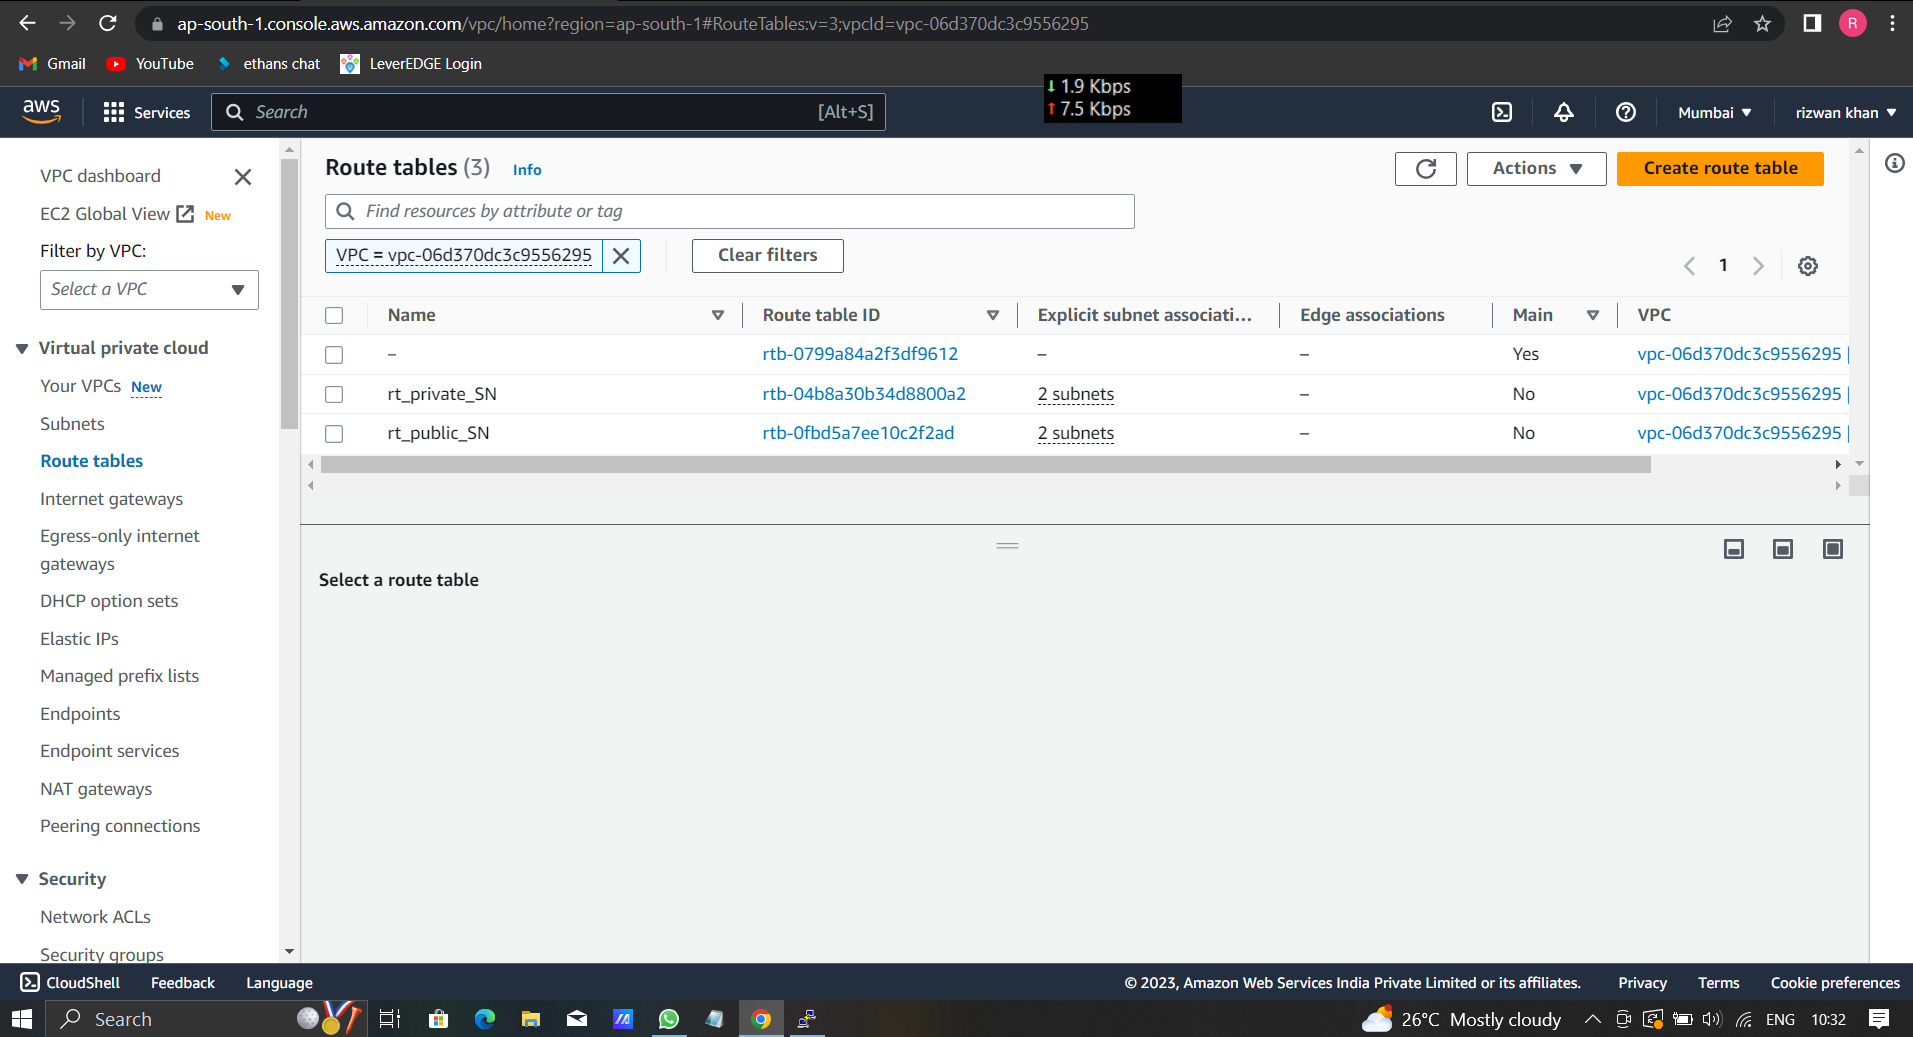 ap-south-1.console.aws.amazon.com/vpc/home?region=ap-south-1#RouteTables:v=3;vpcId=vpc-06d370dc3c9556295
R
Gmail YouTube ethans chat LeverEDGE Login
↓ 1.9 Kbps
↑ 7.5 Kbps
aws Services Search [Alt+S] Mumbai rizwan khan
VPC dashboard
EC2 Global View New
Filter by VPC:
Select a VPC
Virtual private cloud
Your VPCs New
Subnets
Route tables
Internet gateways
Egress-only internet
gateways
DHCP option sets
Elastic IPs
Managed prefix lists
Endpoints
Endpoint services
NAT gateways
Peering connections
Security
Network ACLs
Security groups
Route tables (3) Info
Actions Create route table
Find resources by attribute or tag
VPC = vpc-06d370dc3c9556295 Clear filters
1
Name Route table ID Explicit subnet associati... Edge associations Main VPC
– rtb-0799a84a2f3df9612 – – Yes vpc-06d370dc3c9556295 |
rt_private_SN rtb-04b8a30b34d8800a2 2 subnets – No vpc-06d370dc3c9556295 |
rt_public_SN rtb-0fbd5a7ee10c2f2ad 2 subnets – No vpc-06d370dc3c9556295 |
Select a route table
CloudShell Feedback Language © 2023, Amazon Web Services India Private Limited or its affiliates. Privacy Terms Cookie preferences
Search 26°C Mostly cloudy ENG 10:32